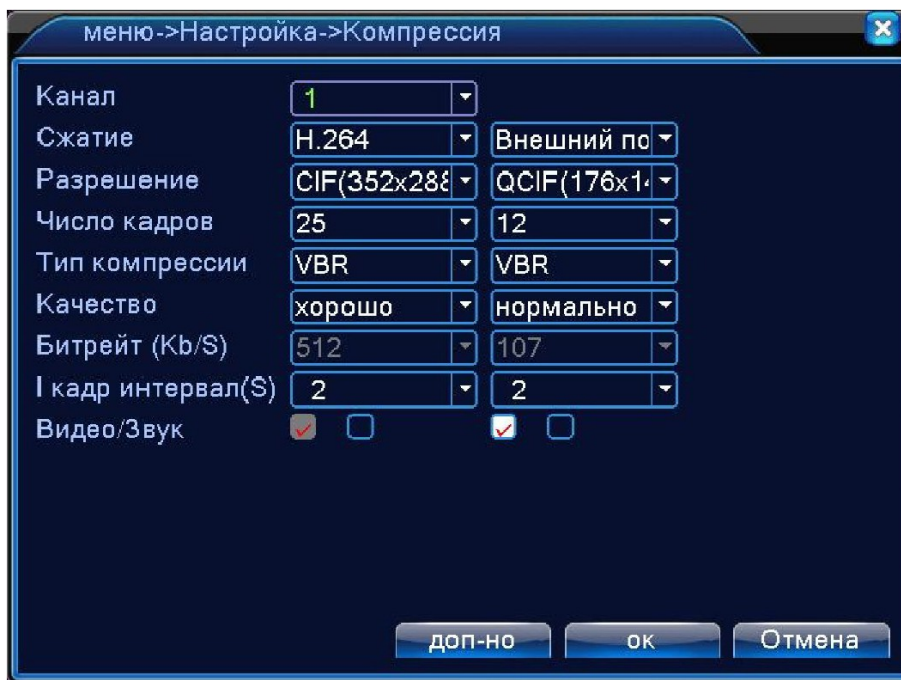 меню->Настройка->Компрессия
Канал 1
Сжатие H.264 Внешний по
Разрешение CIF(352x288 QCIF(176x14
Число кадров 25 12
Тип компрессии VBR VBR
Качество хорошо нормально
Битрейт (Kb/S) 512 107
I кадр интервал(S) 2 2
Видео/Звук
доп-но ок Отмена